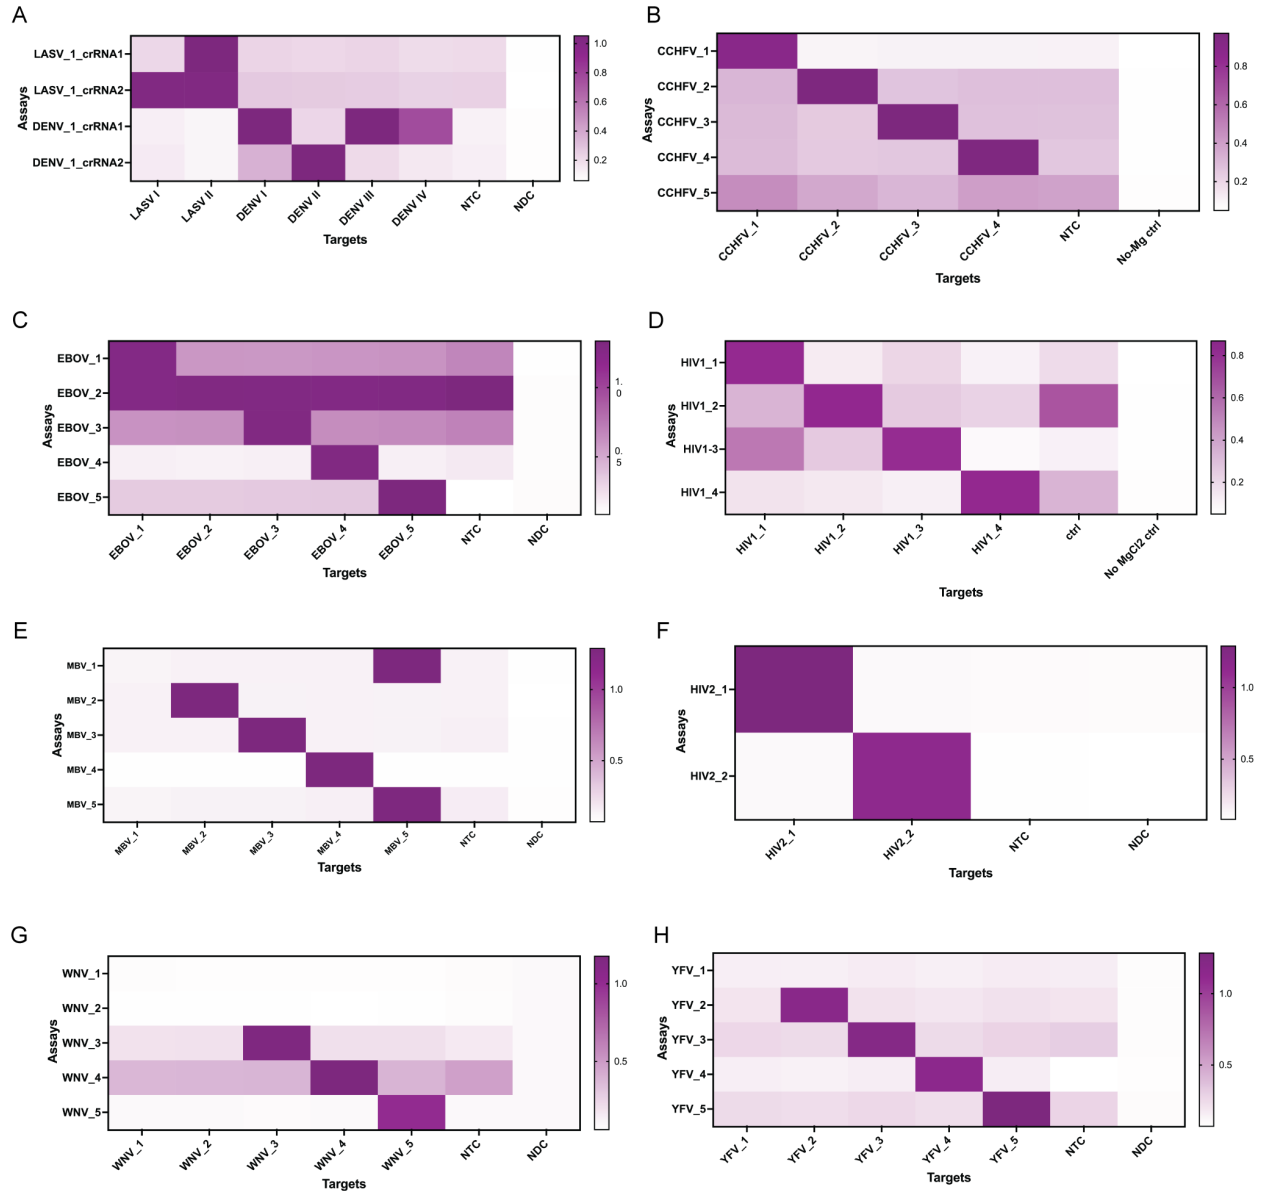 A
LASV_1_crRNA1
LASV_1_crRNA2
DENV_1_crRNA1
DENV_1_crRNA2
Assays
LASV I
LASV II
DENV I
DENV II
DENV III
DENV IV
NTC
NDC
Targets
1.0
0.8
0.6
0.4
0.2
B
CCHFV_1
CCHFV_2
CCHFV_3
CCHFV_4
CCHFV_5
Assays
CCHFV_1
CCHFV_2
CCHFV_3
CCHFV_4
NTC
No-Mg ctrl
Targets
0.8
0.6
0.4
0.2
C
EBOV_1
EBOV_2
EBOV_3
EBOV_4
EBOV_5
Assays
EBOV_1
EBOV_2
EBOV_3
EBOV_4
EBOV_5
NTC
NDC
Targets
1.
0
0.
5
D
HIV1_1
HIV1_2
HIV1-3
HIV1_4
Assays
HIV1_1
HIV1_2
HIV1_3
HIV1_4
ctrl
No MgCl2 ctrl
Targets
0.8
0.6
0.4
0.2
E
MBV_1
MBV_2
MBV_3
MBV_4
MBV_5
Assays
MBV_1
MBV_2
MBV_3
MBV_4
MBV_5
NTC
NDC
Targets
1.0
0.5
F
HIV2_1
HIV2_2
Assays
HIV2_1
HIV2_2
NTC
NDC
Targets
1.0
0.5
G
WNV_1
WNV_2
WNV_3
WNV_4
WNV_5
Assays
WNV_1
WNV_2
WNV_3
WNV_4
WNV_5
NTC
NDC
Targets
1.0
0.5
H
YFV_1
YFV_2
YFV_3
YFV_4
YFV_5
Assays
YFV_1
YFV_2
YFV_3
YFV_4
YFV_5
NTC
NDC
Targets
1.0
0.5